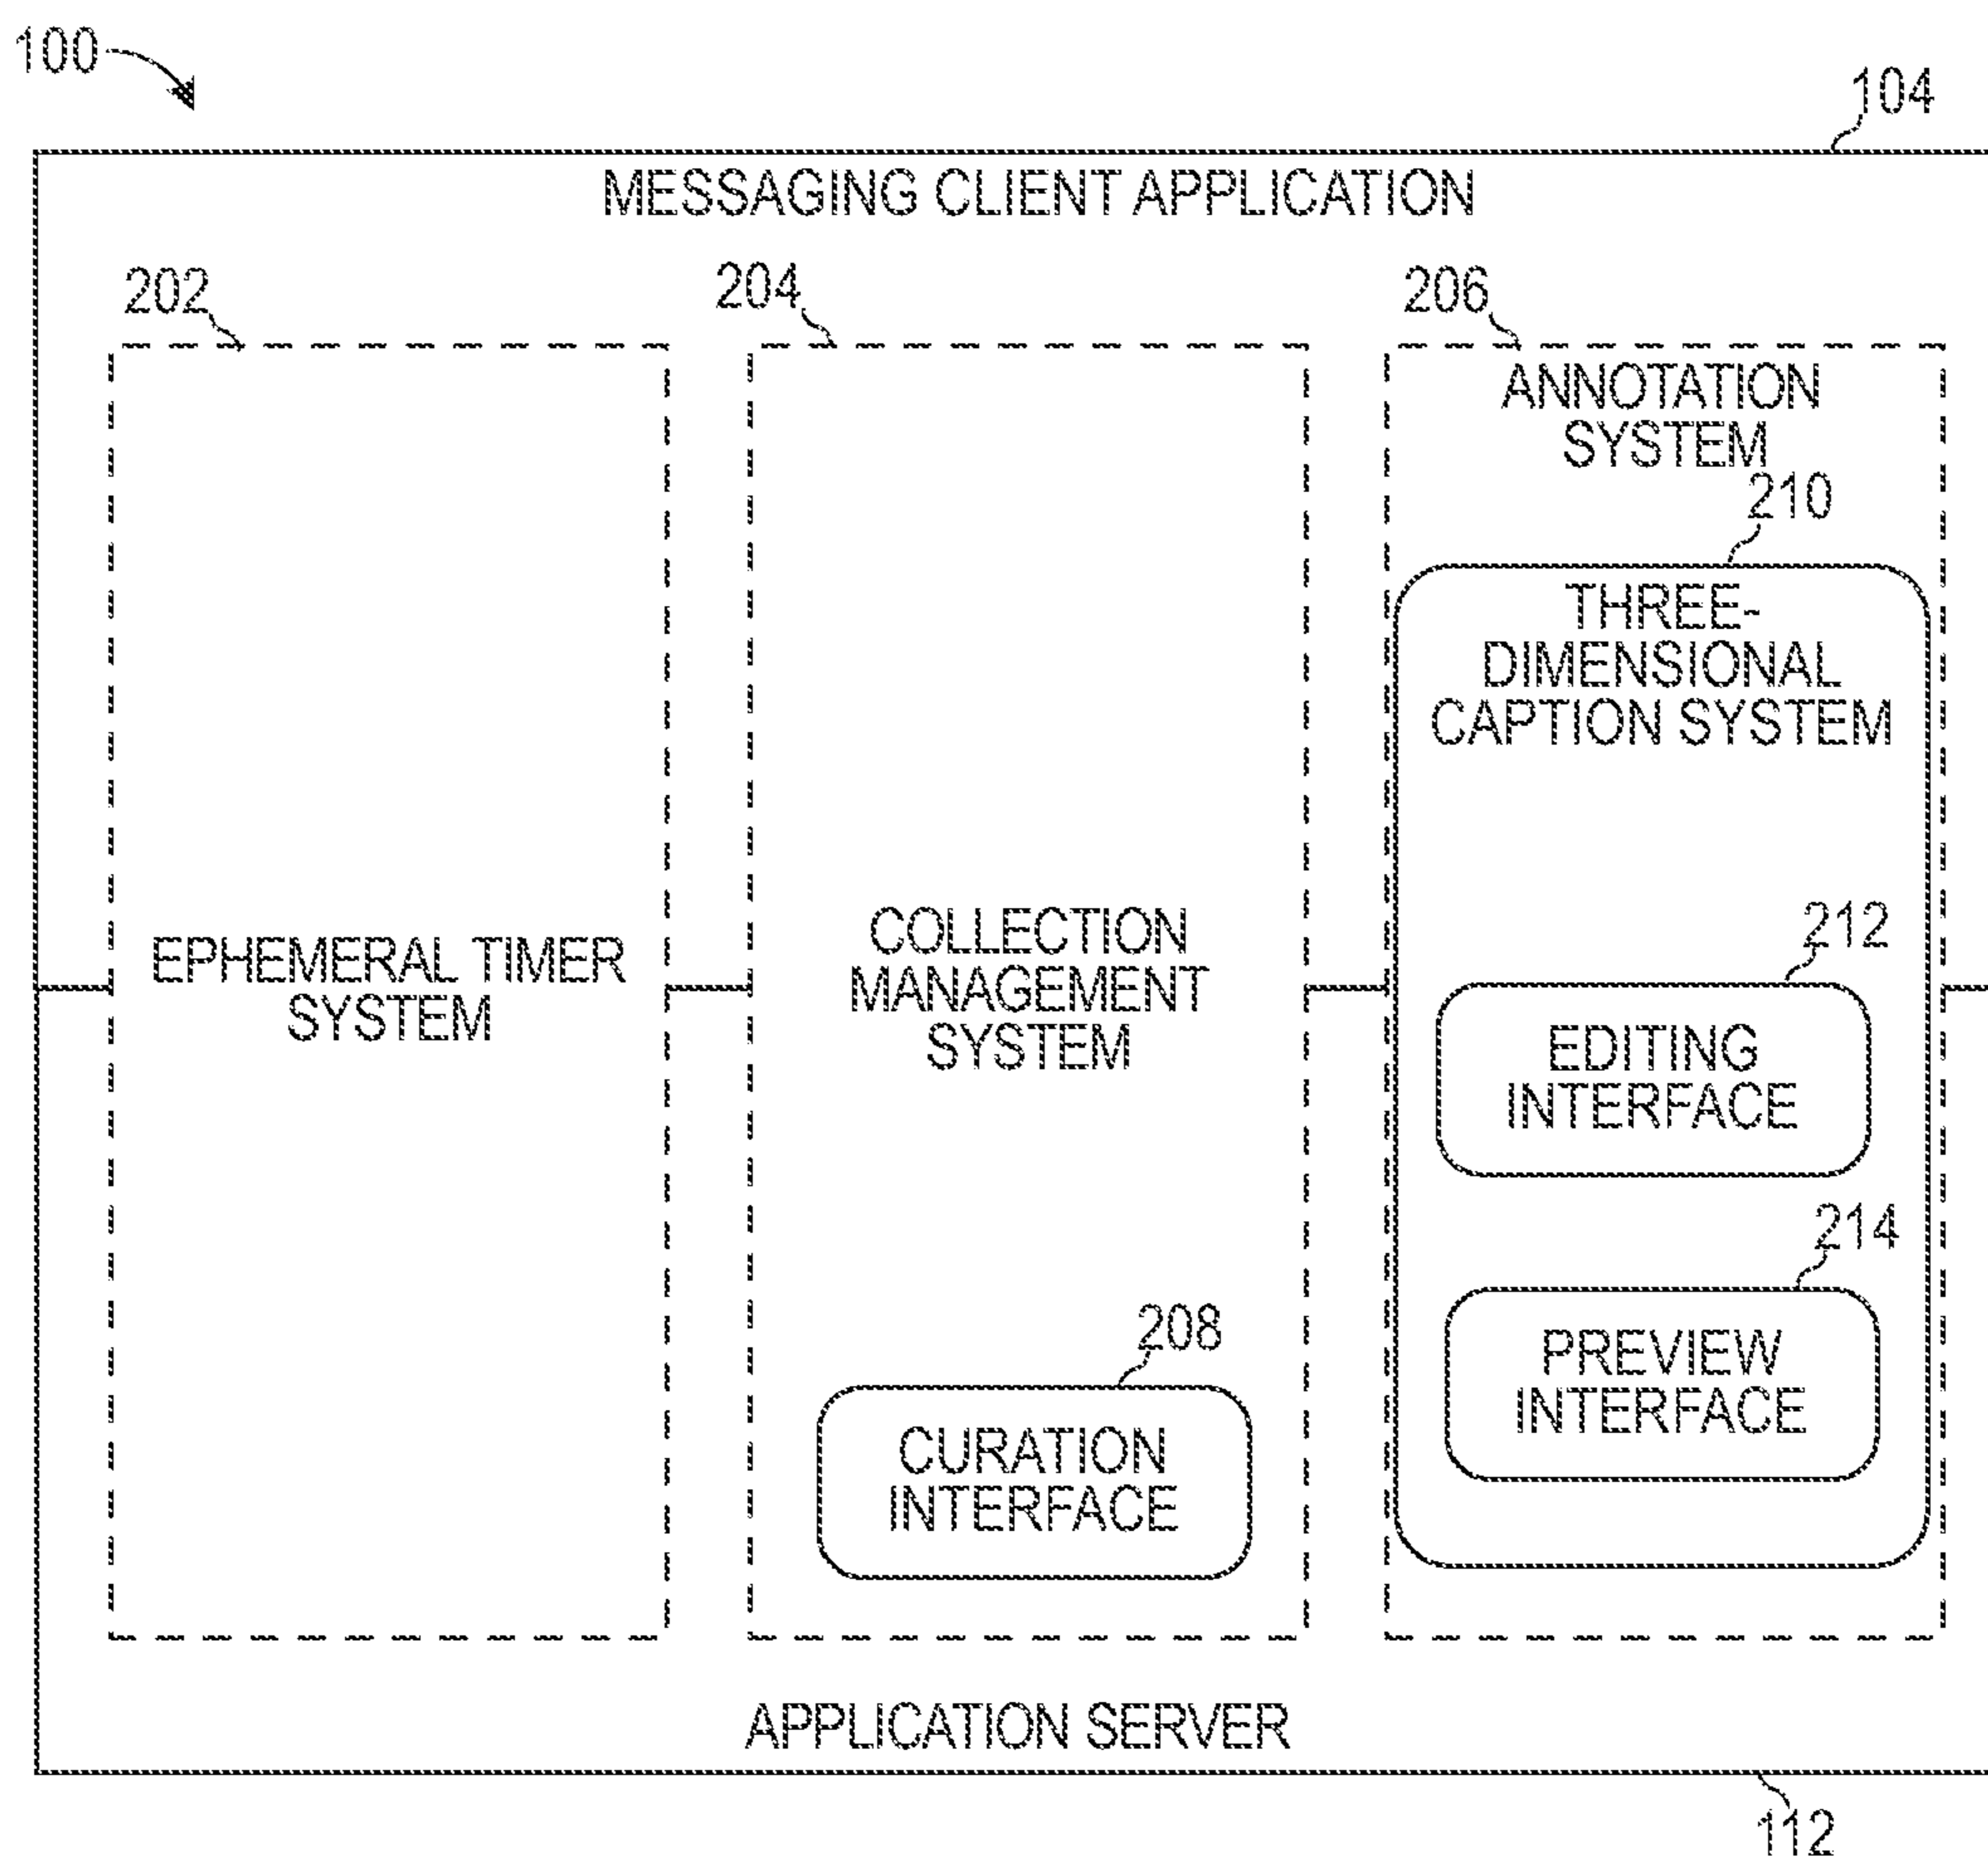 100
104
MESSAGING CLIENT APPLICATION
202
204
206
ANNOTATION
SYSTEM
210
THREE-
DIMENSIONAL
CAPTION SYSTEM
212
EPHEMERAL TIMER
SYSTEM
COLLECTION
MANAGEMENT
SYSTEM
EDITING
INTERFACE
214
208
PREVIEW
INTERFACE
CURATION
INTERFACE
APPLICATION SERVER
112